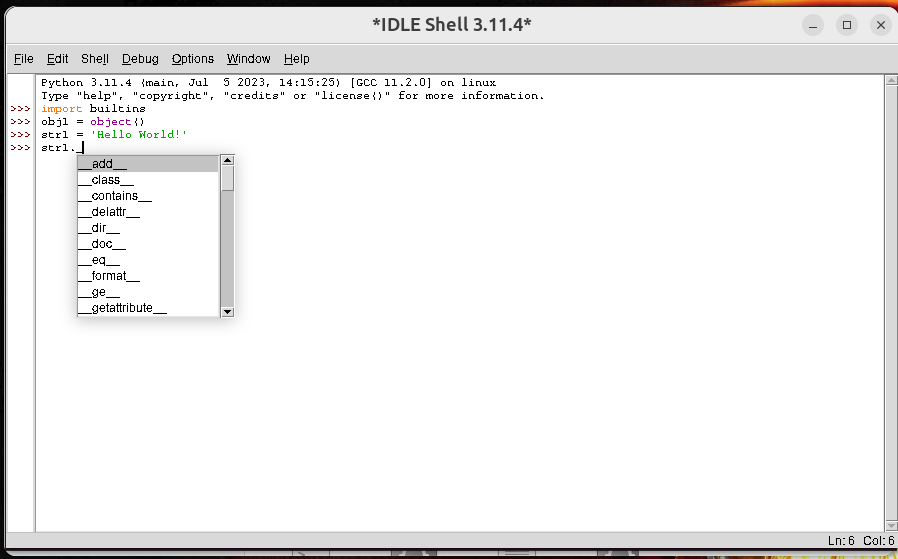 *IDLE Shell 3.11.4*
File Edit Shell Debug Options Window Help
Python 3.11.4 (main, Jul  5 2023, 14:15:25) [GCC 11.2.0] on linux
Type "help", "copyright", "credits" or "license()" for more information.
>>> import builtins
>>> obj1 = object()
>>> str1 = 'Hello World!'
>>> str1._
__add__
__class__
__contains__
__delattr__
__dir__
__doc__
__eq__
__format__
__ge__
__getattribute__
Ln: 6 Col: 6